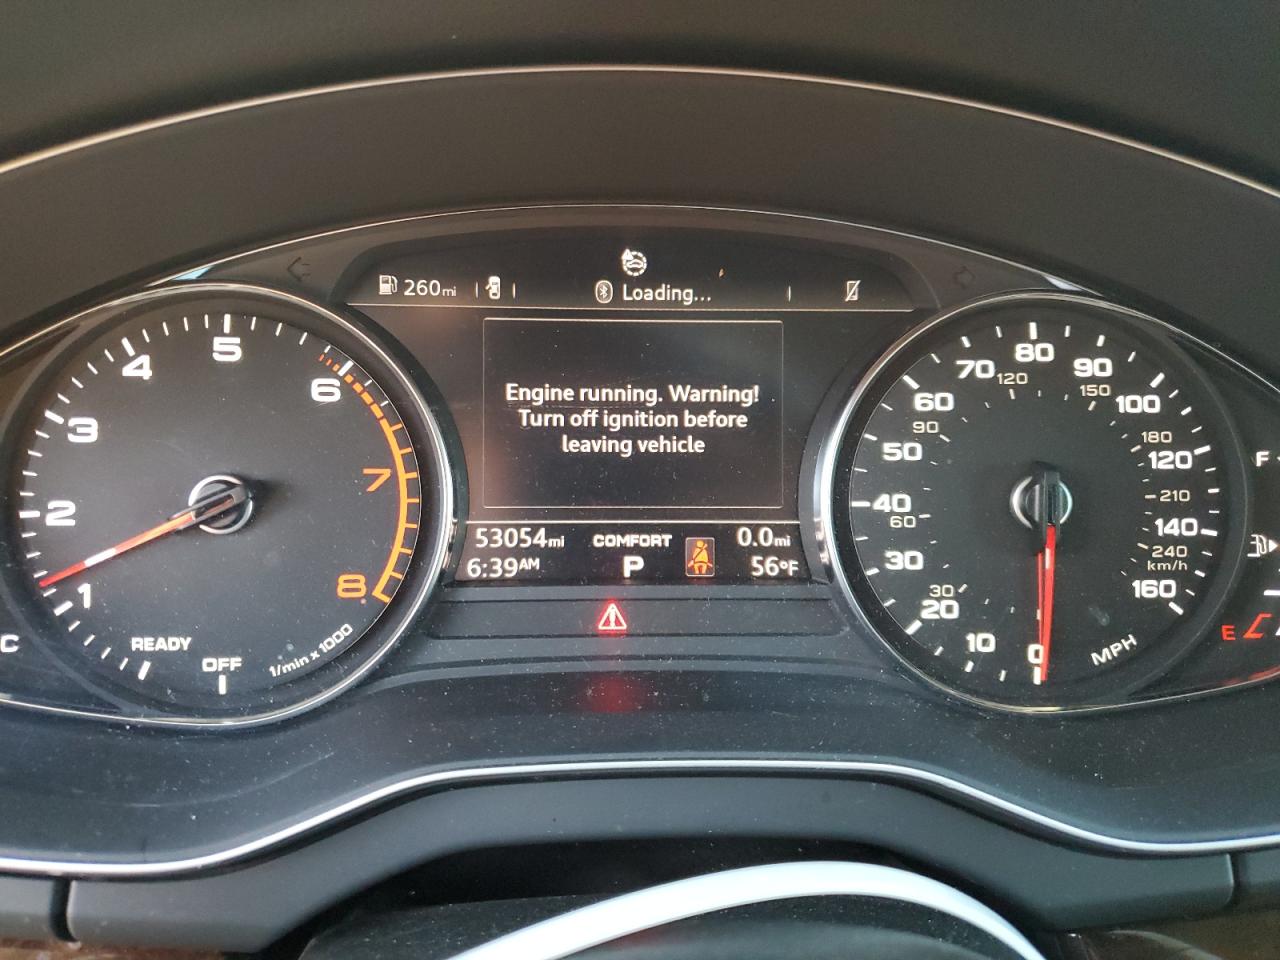 260mi
Loading...
Engine running. Warning!
Turn off ignition before
leaving vehicle
53054mi COMFORT 0.0mi
6:39AM P 56°F
1
2
3
4
5
6
7
8
READY
OFF
1/min x 1000
C
0
10
20
30
40
50
60
70
80
90
100
120
140
160
30
60
90
120
150
180
210
240
km/h
MPH
F
E